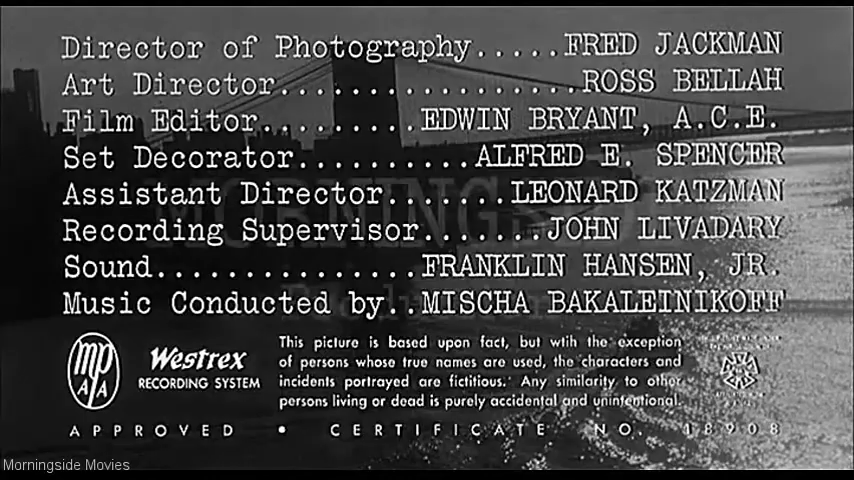 Director of Photography.....FRED JACKMAN
Art Director.................ROSS BELLAH
Film Editor.........EDWIN BRYANT, A.C.E.
Set Decorator..........ALFRED E. SPENCER
Assistant Director.......LEONARD KATZMAN
Recording Supervisor.......JOHN LIVADARY
Sound...............FRANKLIN HANSEN, JR.
Music Conducted by..MISCHA BAKALEINIKOFF
MPAA
Westrex
RECORDING SYSTEM
This picture is based upon fact, but wtih the exception
of persons whose true names are used, the characters and
incidents portrayed are fictitious. Any similarity to other
persons living or dead is purely accidental and unintentional.
APPROVED • CERTIFICATE NO. 18908
MORNING
Morningside Movies